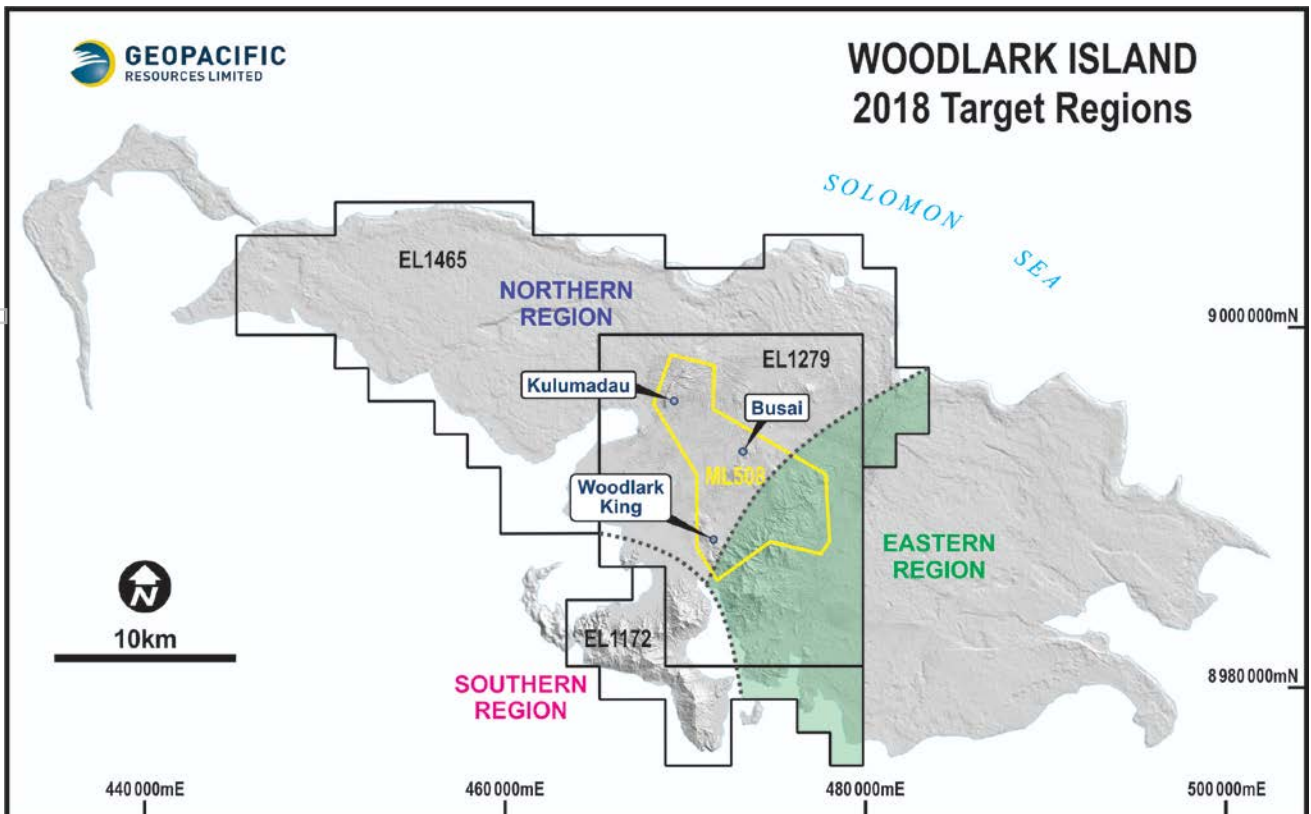 GEOPACIFIC
RESOURCES LIMITED
WOODLARK ISLAND
2018 Target Regions
SOLOMON SEA
EL1465
NORTHERN
REGION
9 000 000mN
EL1279
Kulumadau
Busai
ML508
Woodlark
King
EASTERN
REGION
N
10km
EL1172
SOUTHERN
REGION
8 980 000mN
440 000mE
460 000mE
480 000mE
500 000mE